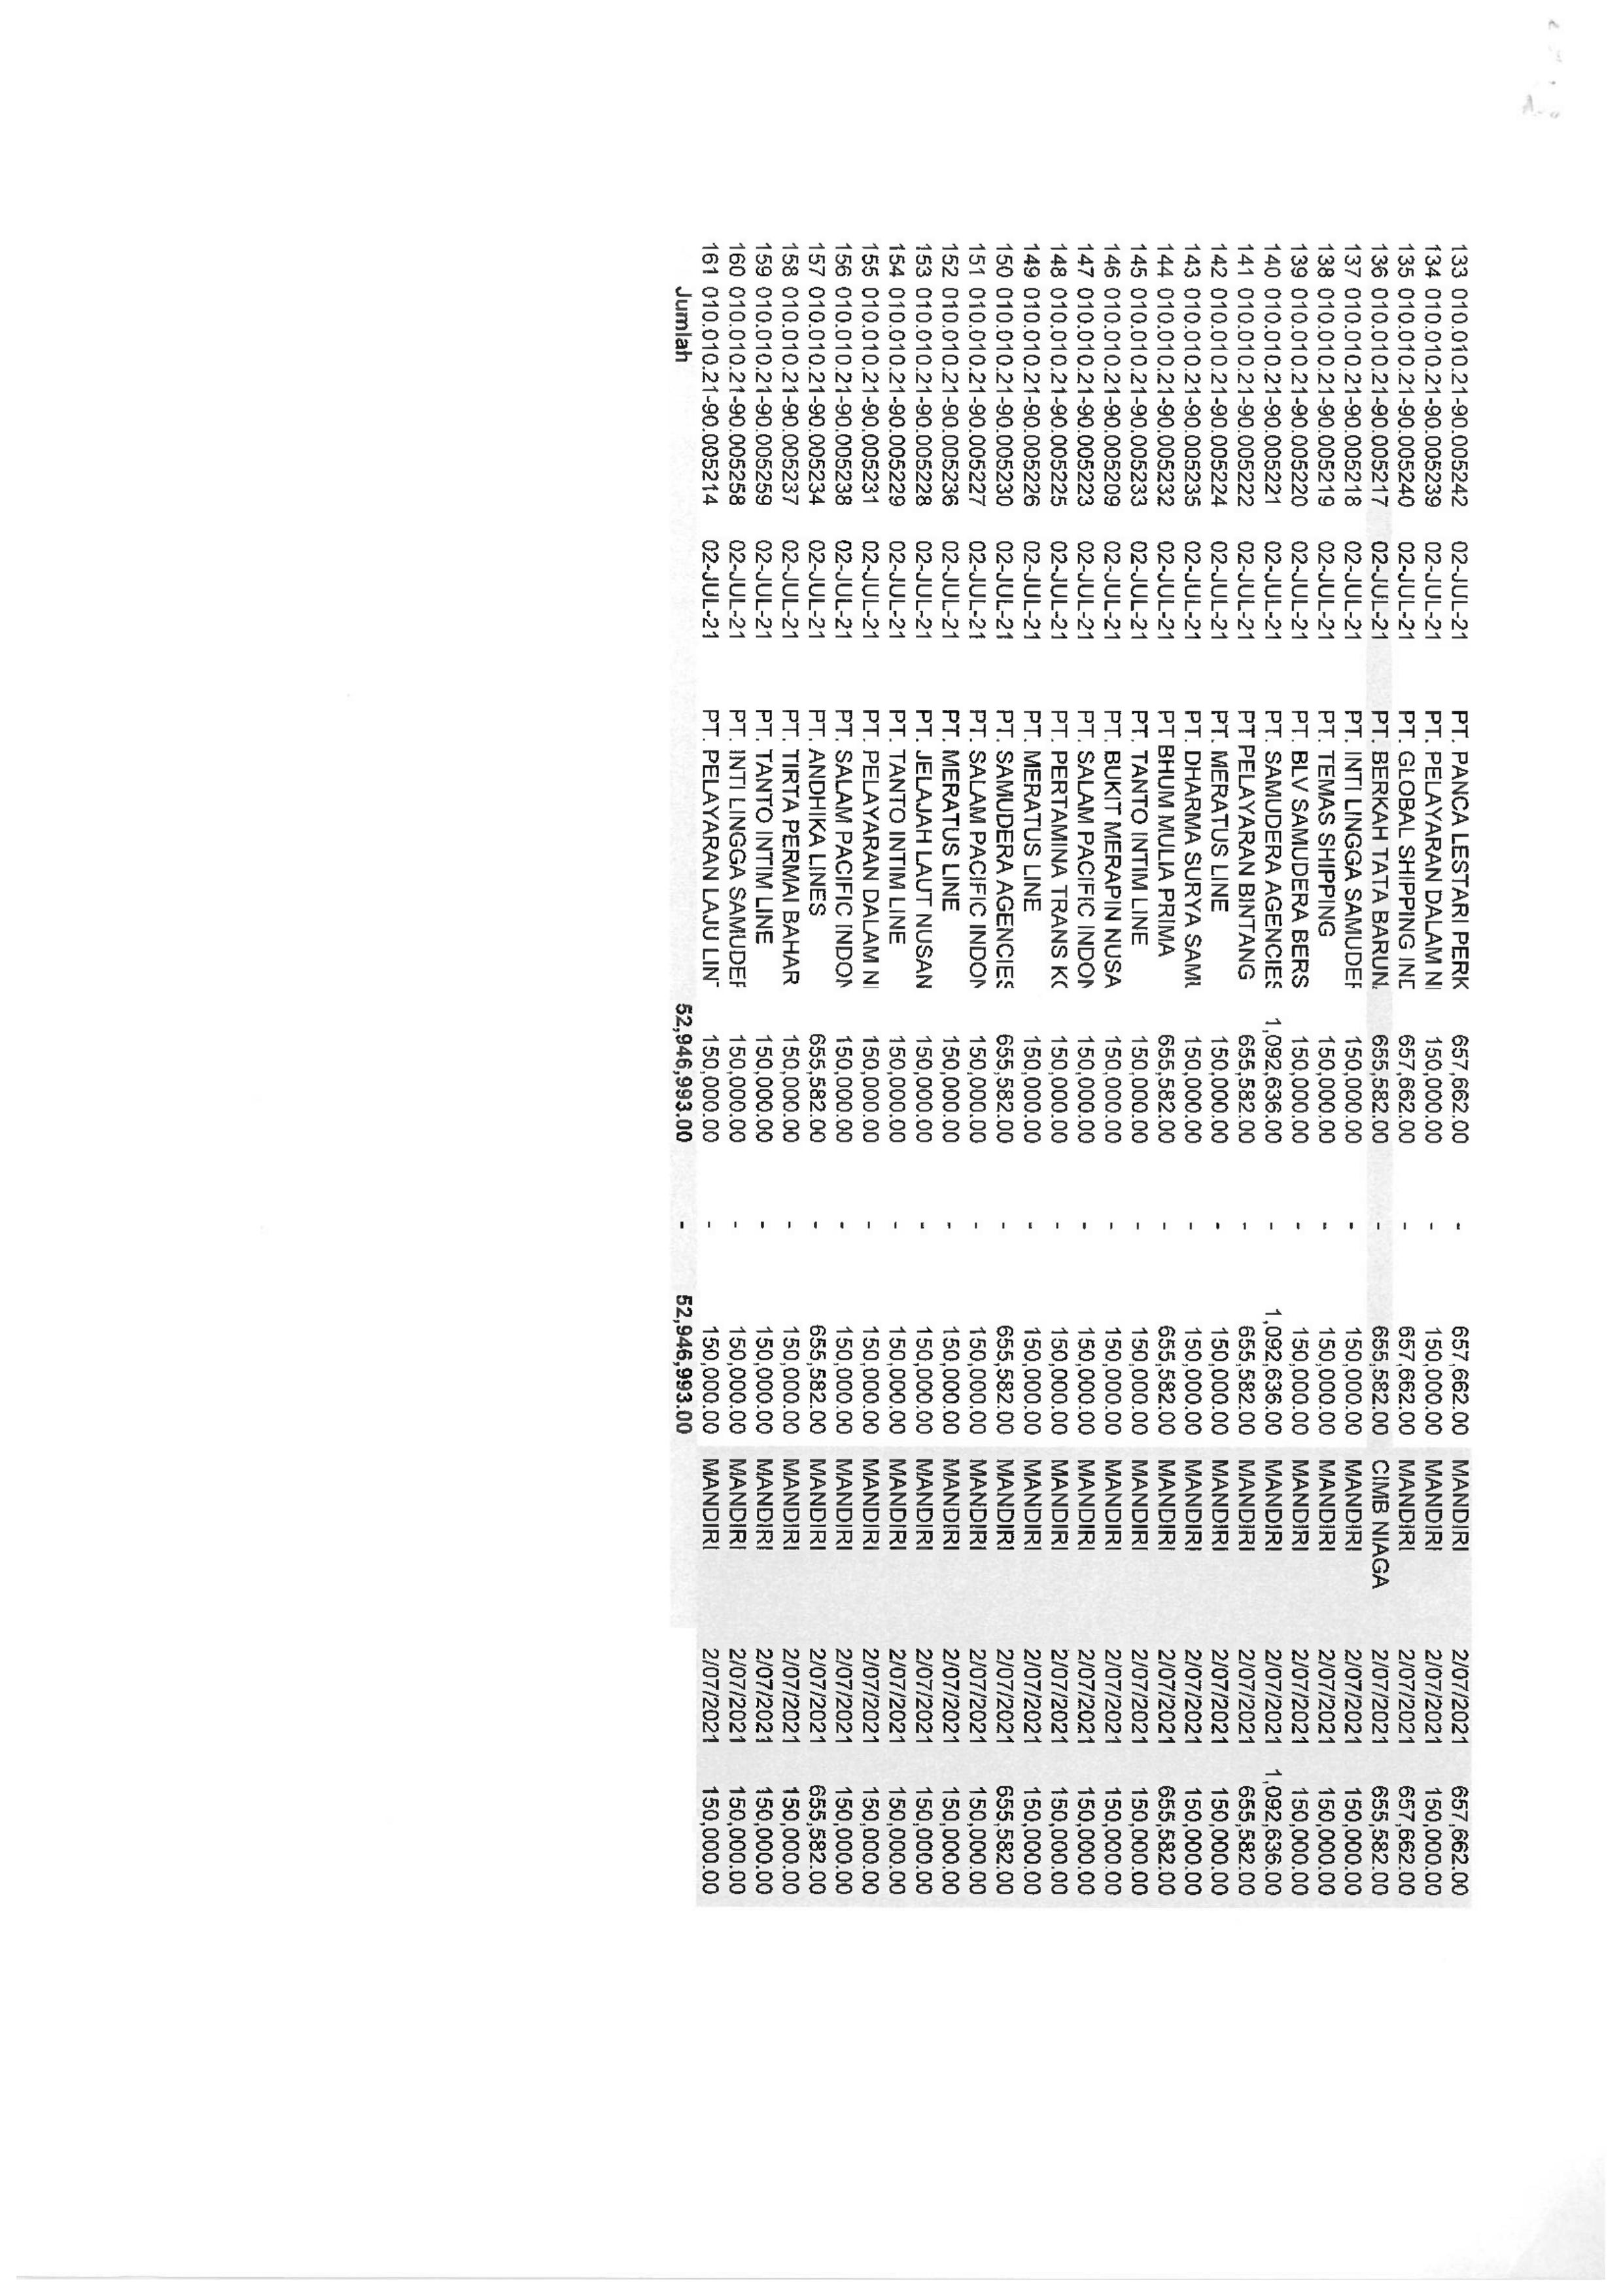 133 010.010.21-90.005242 02-JUL-21 PT. PANCA LESTARI PERK 657,662.00 - 657,662.00 MANDIRI 2/07/2021 657,662.00
134 010.010.21-90.005239 02-JUL-21 PT. PELAYARAN DALAM NI 150,000.00 - 150,000.00 MANDIRI 2/07/2021 150,000.00
135 010.010.21-90.005240 02-JUL-21 PT. GLOBAL SHIPPING IND 657,662.00 - 657,662.00 MANDIRI 2/07/2021 657,662.00
136 010.010.21-90.005217 02-JUL-21 PT. BERKAH TATA BARUN. 655,582.00 - 655,582.00 CIMB NIAGA 2/07/2021 655,582.00
137 010.010.21-90.005218 02-JUL-21 PT. INTI LINGGA SAMUDEF 150,000.00 - 150,000.00 MANDIRI 2/07/2021 150,000.00
138 010.010.21-90.005219 02-JUL-21 PT. TEMAS SHIPPING 150,000.00 - 150,000.00 MANDIRI 2/07/2021 150,000.00
139 010.010.21-90.005220 02-JUL-21 PT. BLV SAMUDERA BERS 150,000.00 - 150,000.00 MANDIRI 2/07/2021 150,000.00
140 010.010.21-90.005221 02-JUL-21 PT. SAMUDERA AGENCIES 1,092,636.00 - 1,092,636.00 MANDIRI 2/07/2021 1,092,636.00
141 010.010.21-90.005222 02-JUL-21 PT PELAYARAN BINTANG 655,582.00 - 655,582.00 MANDIRI 2/07/2021 655,582.00
142 010.010.21-90.005224 02-JUL-21 PT. MERATUS LINE 150,000.00 - 150,000.00 MANDIRI 2/07/2021 150,000.00
143 010.010.21-90.005235 02-JUL-21 PT. DHARMA SURYA SAMU 150,000.00 - 150,000.00 MANDIRI 2/07/2021 150,000.00
144 010.010.21-90.005232 02-JUL-21 PT BHUM MULIA PRIMA 655,582.00 - 655,582.00 MANDIRI 2/07/2021 655,582.00
145 010.010.21-90.005233 02-JUL-21 PT. TANTO INTIM LINE 150,000.00 - 150,000.00 MANDIRI 2/07/2021 150,000.00
146 010.010.21-90.005209 02-JUL-21 PT. BUKIT MERAPIN NUSA 150,000.00 - 150,000.00 MANDIRI 2/07/2021 150,000.00
147 010.010.21-90.005223 02-JUL-21 PT. SALAM PACIFIC INDON 150,000.00 - 150,000.00 MANDIRI 2/07/2021 150,000.00
148 010.010.21-90.005225 02-JUL-21 PT. PERTAMINA TRANS KO 150,000.00 - 150,000.00 MANDIRI 2/07/2021 150,000.00
149 010.010.21-90.005226 02-JUL-21 PT. MERATUS LINE 150,000.00 - 150,000.00 MANDIRI 2/07/2021 150,000.00
150 010.010.21-90.005230 02-JUL-21 PT. SAMUDERA AGENCIES 655,582.00 - 655,582.00 MANDIRI 2/07/2021 655,582.00
151 010.010.21-90.005227 02-JUL-21 PT. SALAM PACIFIC INDON 150,000.00 - 150,000.00 MANDIRI 2/07/2021 150,000.00
152 010.010.21-90.005236 02-JUL-21 PT. MERATUS LINE 150,000.00 - 150,000.00 MANDIRI 2/07/2021 150,000.00
153 010.010.21-90.005228 02-JUL-21 PT. JELAJAH LAUT NUSAN 150,000.00 - 150,000.00 MANDIRI 2/07/2021 150,000.00
154 010.010.21-90.005229 02-JUL-21 PT. TANTO INTIM LINE 150,000.00 - 150,000.00 MANDIRI 2/07/2021 150,000.00
155 010.010.21-90.005231 02-JUL-21 PT. PELAYARAN DALAM NI 150,000.00 - 150,000.00 MANDIRI 2/07/2021 150,000.00
156 010.010.21-90.005238 02-JUL-21 PT. SALAM PACIFIC INDON 150,000.00 - 150,000.00 MANDIRI 2/07/2021 150,000.00
157 010.010.21-90.005234 02-JUL-21 PT. ANDHIKA LINES 655,582.00 - 655,582.00 MANDIRI 2/07/2021 655,582.00
158 010.010.21-90.005237 02-JUL-21 PT. TIRTA PERMAI BAHAR 150,000.00 - 150,000.00 MANDIRI 2/07/2021 150,000.00
159 010.010.21-90.005259 02-JUL-21 PT. TANTO INTIM LINE 150,000.00 - 150,000.00 MANDIRI 2/07/2021 150,000.00
160 010.010.21-90.005258 02-JUL-21 PT. INTI LINGGA SAMUDEF 150,000.00 - 150,000.00 MANDIRI 2/07/2021 150,000.00
161 010.010.21-90.005214 02-JUL-21 PT. PELAYARAN LAJU LINT 150,000.00 - 150,000.00 MANDIRI 2/07/2021 150,000.00
Jumlah 52,946,993.00 - 52,946,993.00